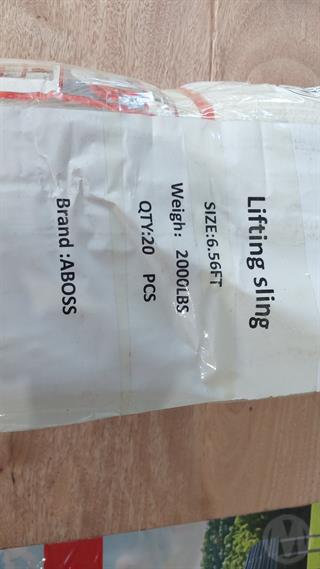 Lifting sling
SIZE:6.56FT
Weigh: 2000LBS
QTY:20 PCS
Brand :ABOSS